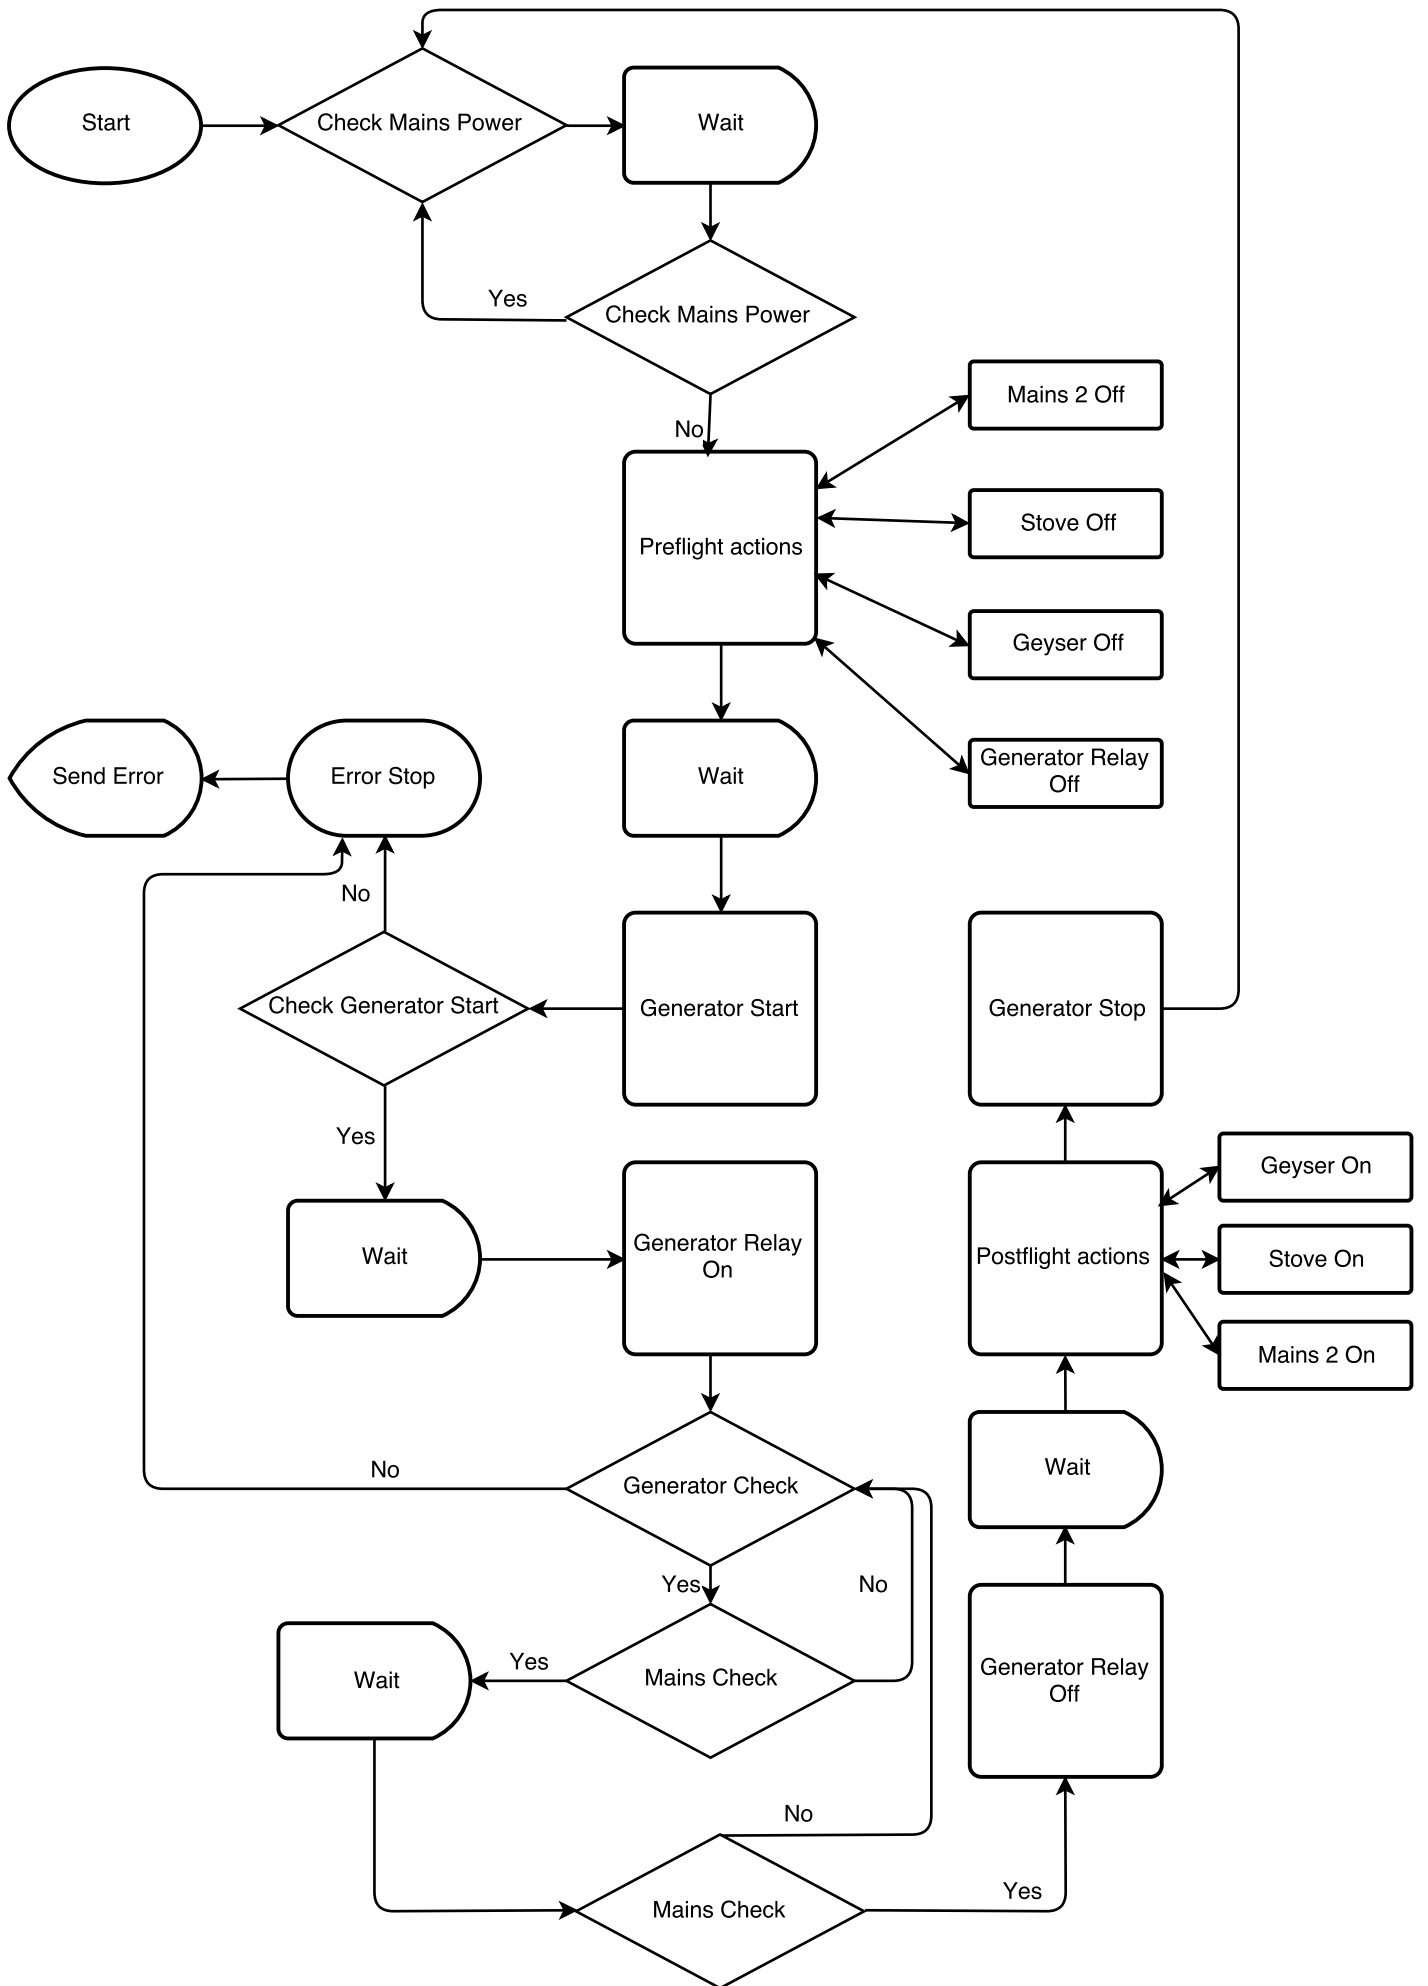 Start
Check Mains Power
Wait
Yes
Check Mains Power
No
Mains 2 Off
Preflight actions
Stove Off
Geyser Off
Generator Relay
Off
Send Error
Error Stop
Wait
No
Check Generator Start
Generator Start
Generator Stop
Yes
Wait
Generator Relay
On
Postflight actions
Geyser On
Stove On
Mains 2 On
No
Generator Check
Wait
Yes
No
Wait
Yes
Mains Check
Generator Relay
Off
No
Mains Check
Yes